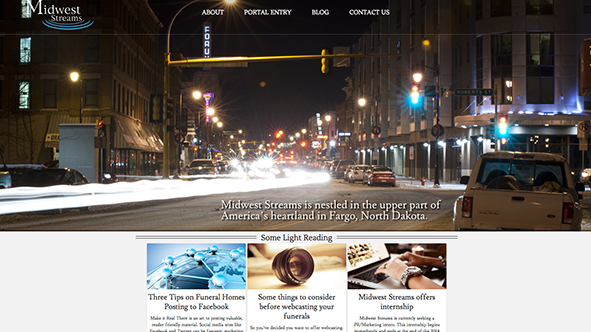 Midwest
Streams
ABOUT
PORTAL ENTRY
BLOG
CONTACT US
FORUM
Midwest Streams is nestled in the upper part of
America's heartland in Fargo, North Dakota.
Some Light Reading
Three Tips on Funeral Homes
Posting to Facebook
Make it Real There is an art to posting valuable,
reader friendly material. Social media sites like
Facebook and Twitter can be fantastic marketing
Some things to consider
before webcasting your
funerals
So you've decided you want to offer webcasting.
Midwest Streams offers
internship
Midwest Streams is currently seeking a
PR/Marketing intern. This internship begins
immediately and ends at the end of the 2014